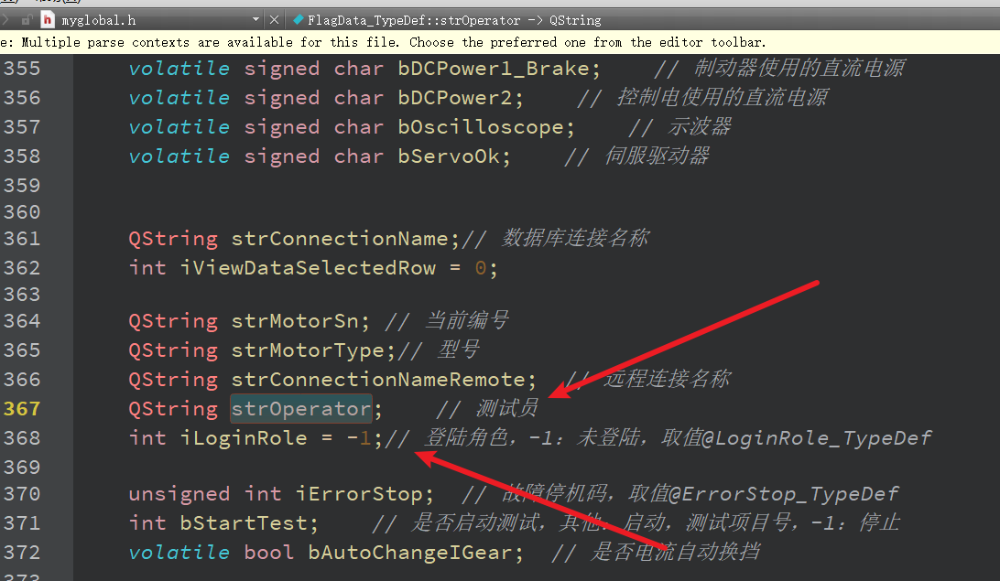 myglobal.h
FlagData_TypeDef::strOperator -> QString
e: Multiple parse contexts are available for this file. Choose the preferred one from the editor toolbar.
355 volatile signed char bDCPower1_Brake; // 制动器使用的直流电源
356 volatile signed char bDCPower2; // 控制电使用的直流电源
357 volatile signed char bOscilloscope; // 示波器
358 volatile signed char bServoOk; // 伺服驱动器
359
360
361 QString strConnectionName;// 数据库连接名称
362 int iViewDataSelectedRow = 0;
363
364 QString strMotorSn; // 当前编号
365 QString strMotorType;// 型号
366 QString strConnectionNameRemote; // 远程连接名称
367 QString strOperator; // 测试员
368 int iLoginRole = -1;// 登陆角色，-1：未登陆，取值@LoginRole_TypeDef
369
370 unsigned int iErrorStop; // 故障停机码，取值@ErrorStop_TypeDef
371 int bStartTest; // 是否启动测试，其他：启动，测试项目号，-1：停止
372 volatile bool bAutoChangeIGear; // 是否电流自动换挡